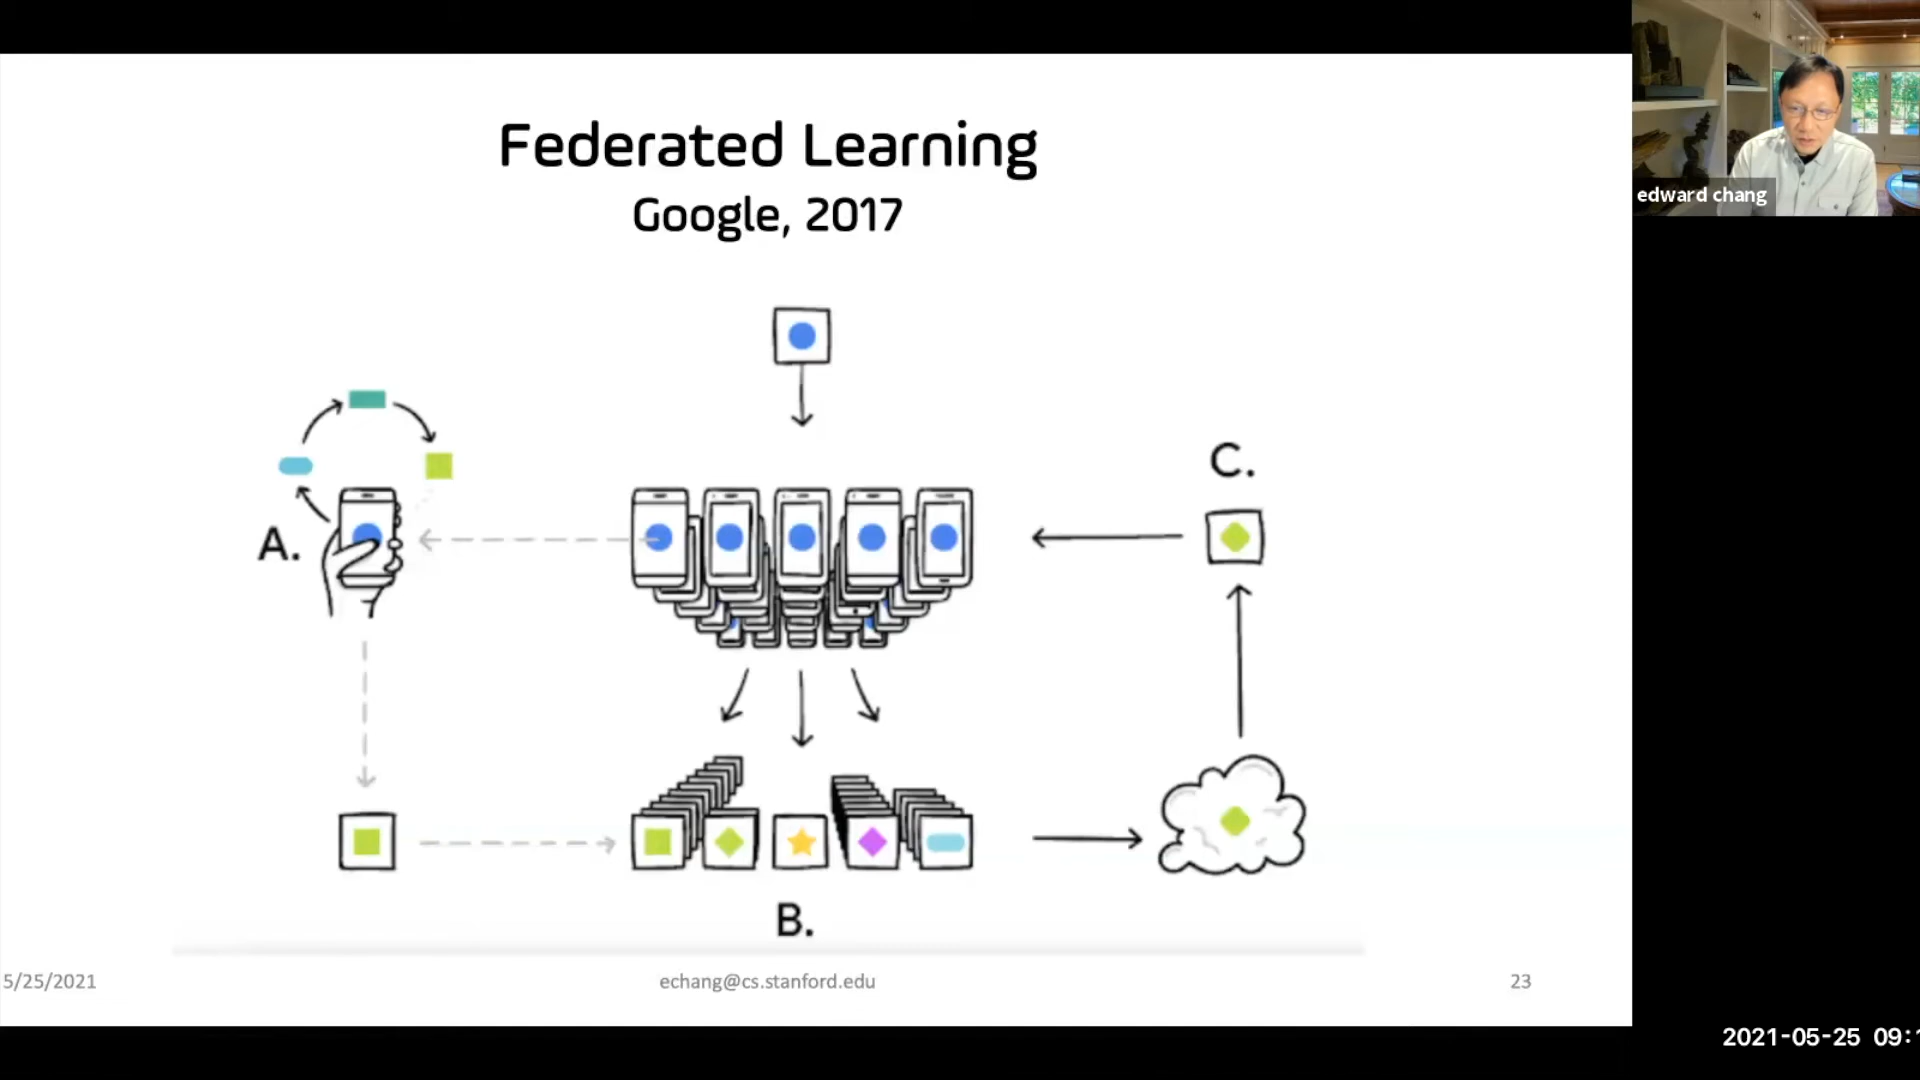 Federated Learning
Google, 2017
edward chang
C.
A.
B.
5/25/2021
echang@cs.stanford.edu
23
2021-05-25 09: